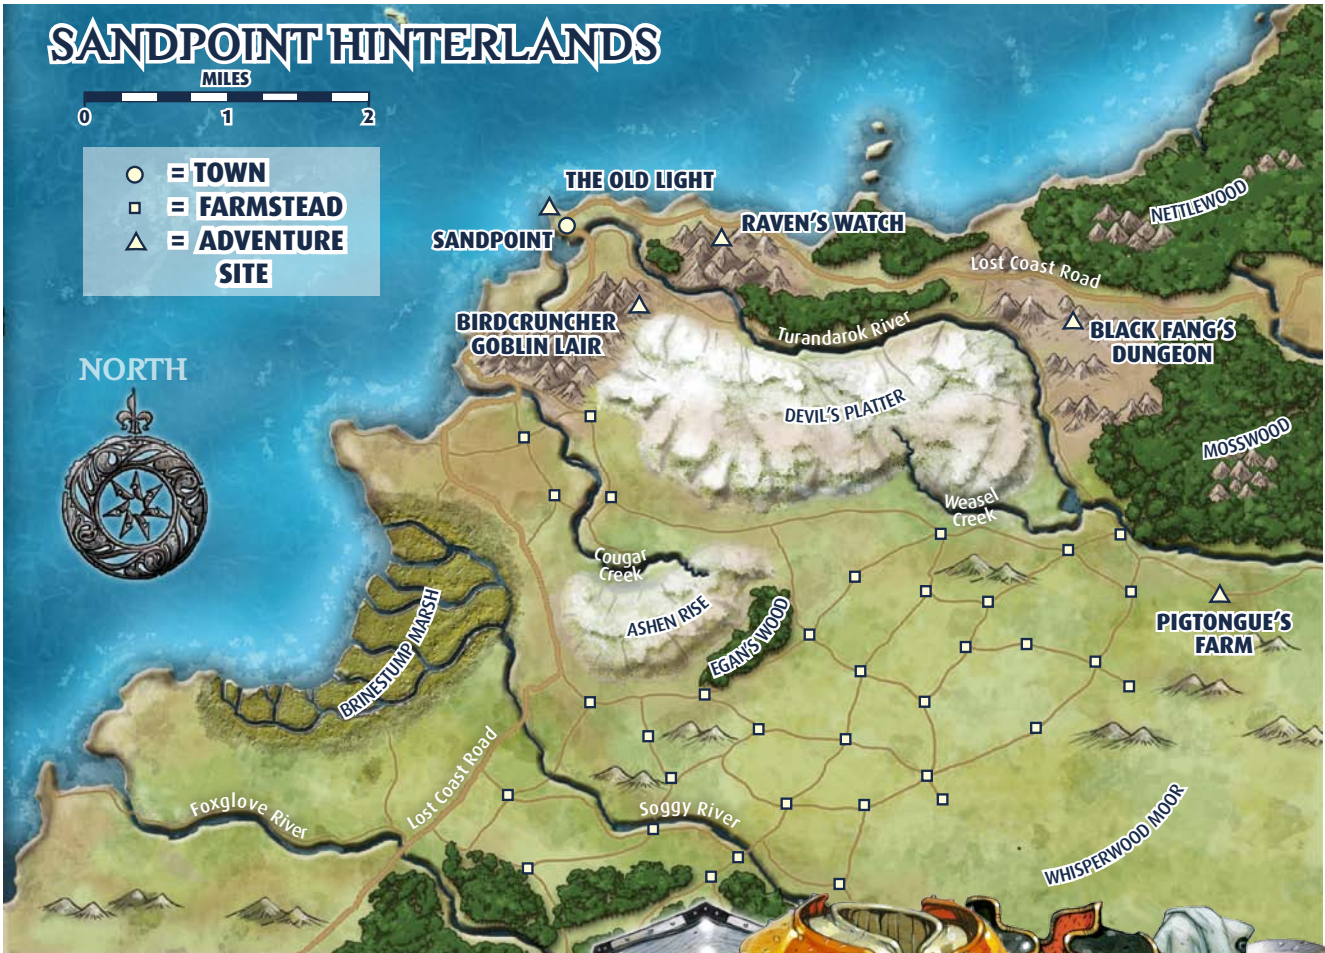 SANDPOINT HINTERLANDS
MILES
0 1 2
= TOWN
= FARMSTEAD
= ADVENTURE
SITE
NORTH
THE OLD LIGHT
SANDPOINT
RAVEN'S WATCH
NETTLEWOOD
Lost Coast Road
BIRDCRUNCHER
GOBLIN LAIR
Turandarok River
BLACK FANG'S
DUNGEON
DEVIL'S PLATTER
MOSSWOOD
Weasel
Creek
Cougar
Creek
ASHEN RISE
EGAN'S WOOD
PIGTONGUE'S
FARM
BRINESTUMP MARSH
Lost Coast Road
Foxglove River
Soggy River
WHISPERWOOD MOOR